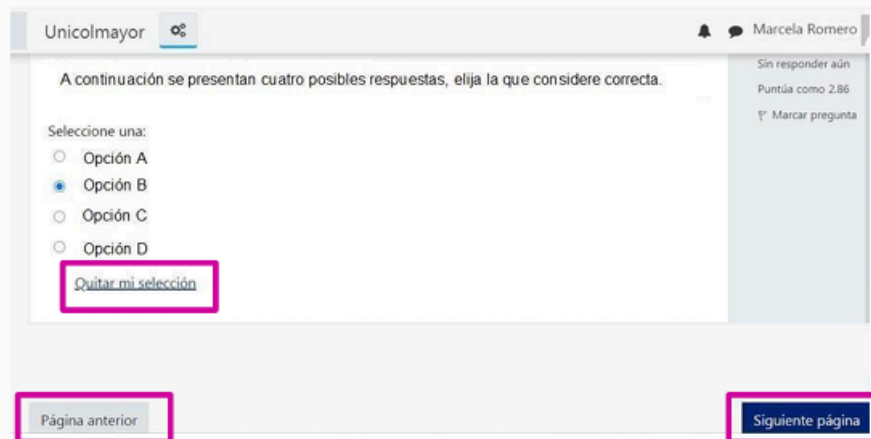 Unicolmayor
Marcela Romero
A continuación se presentan cuatro posibles respuestas, elija la que considere correcta.
Seleccione una:
Opción A
Opción B
Opción C
Opción D
Quitar mi selección
Sin responder aún
Puntúa como 2.86
Marcar pregunta
Página anterior
Siguiente página